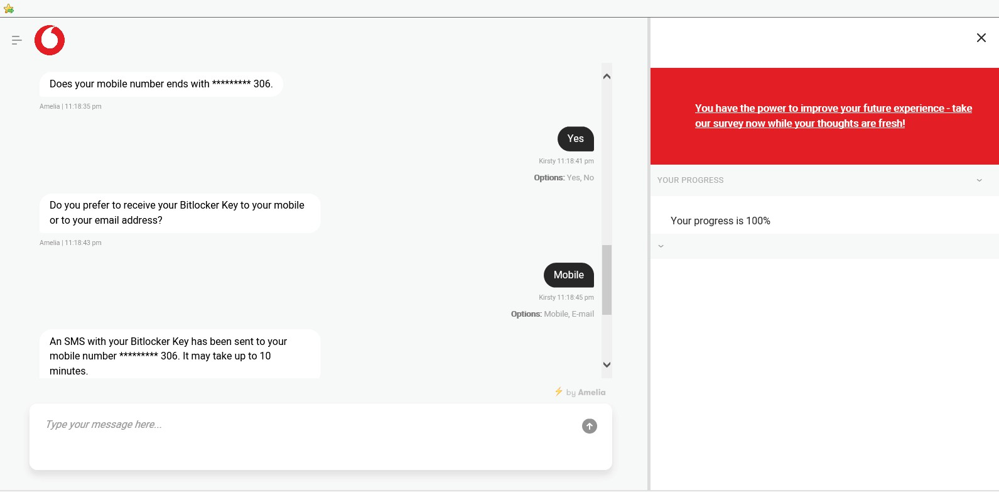 Does your mobile number ends with ********* 306.
Amelia | 11:18:35 pm
Yes
Kirsty 11:18:41 pm
Options: Yes, No
Do you prefer to receive your Bitlocker Key to your mobile
or to your email address?
Amelia | 11:18:43 pm
Mobile
Kirsty 11:18:45 pm
Options: Mobile, E-mail
An SMS with your Bitlocker Key has been sent to your
mobile number ********* 306. It may take up to 10
minutes.
by Amelia
Type your message here...
You have the power to improve your future experience - take
our survey now while your thoughts are fresh!
YOUR PROGRESS
Your progress is 100%